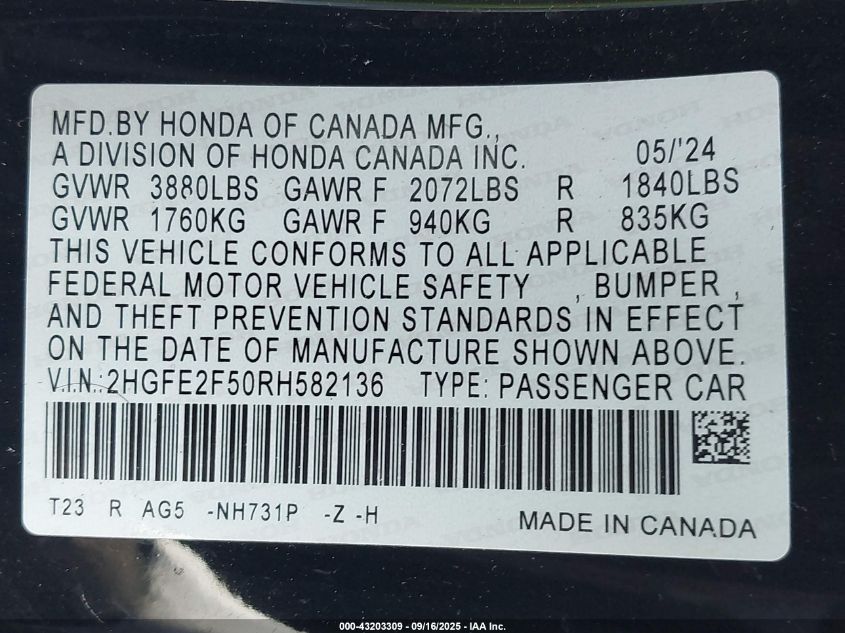 MFD.BY HONDA OF CANADA MFG.,
A DIVISION OF HONDA CANADA INC. 05/'24
GVWR 3880LBS GAWR F 2072LBS R 1840LBS
GVWR 1760KG GAWR F 940KG R 835KG
THIS VEHICLE CONFORMS TO ALL APPLICABLE
FEDERAL MOTOR VEHICLE SAFETY , BUMPER ,
AND THEFT PREVENTION STANDARDS IN EFFECT
ON THE DATE OF MANUFACTURE SHOWN ABOVE.
V.I.N.:2HGFE2F50RH582136 TYPE: PASSENGER CAR
T23 R AG5 -NH731P -Z -H
MADE IN CANADA
000-43203309 - 09/16/2025 - IAA Inc.